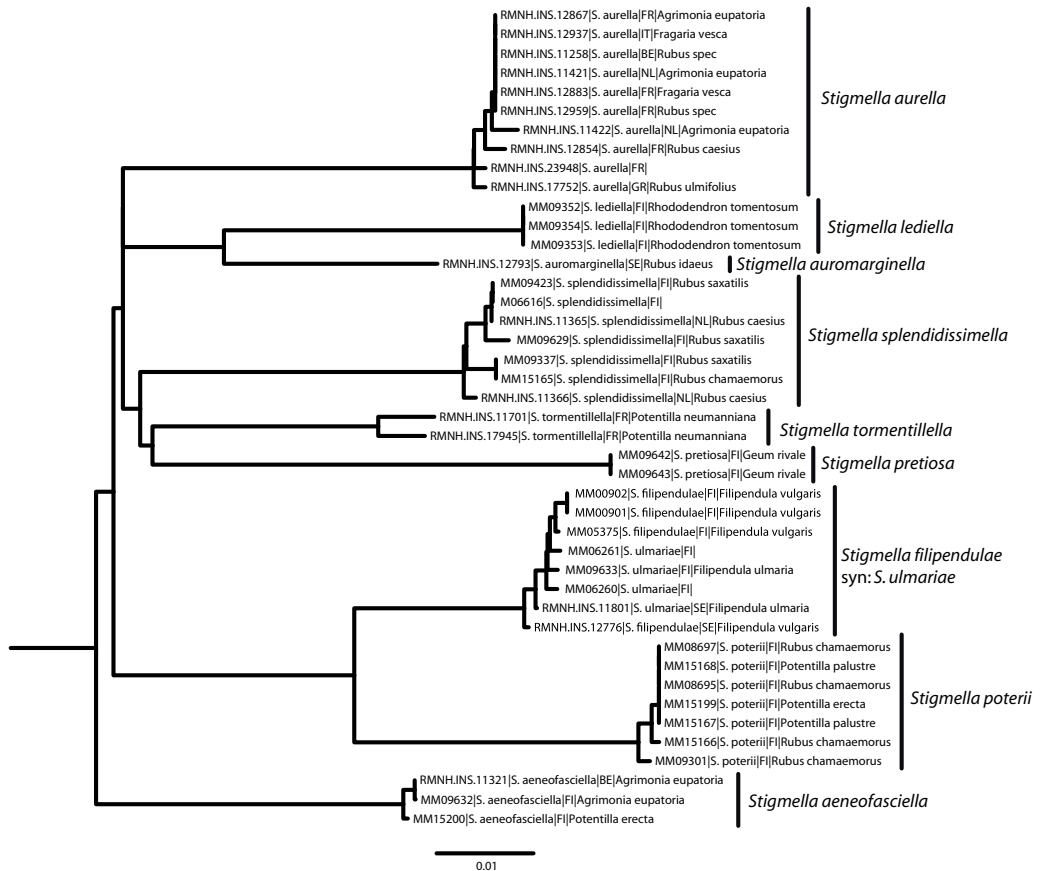 RMNH.INS.12867|S. aurella|FR|Agrimonia eupatoria
RMNH.INS.12937|S. aurella|IT|Fragaria vesca
RMNH.INS.11258|S. aurella|BE|Rubus spec
RMNH.INS.11421|S. aurella|NL|Agrimonia eupatoria
RMNH.INS.12883|S. aurella|FR|Fragaria vesca
RMNH.INS.12959|S. aurella|FR|Rubus spec
RMNH.INS.11422|S. aurella|NL|Agrimonia eupatoria
RMNH.INS.12854|S. aurella|FR|Rubus caesius
RMNH.INS.23948|S. aurella|FR|
RMNH.INS.17752|S. aurella|GR|Rubus ulmifolius
Stigmella aurella
MM09352|S. lediella|FI|Rhododendron tomentosum
MM09354|S. lediella|FI|Rhododendron tomentosum
MM09353|S. lediella|FI|Rhododendron tomentosum
Stigmella lediella
RMNH.INS.12793|S. auromarginella|SE|Rubus idaeus
Stigmella auromarginella
MM09423|S. splendidissimella|FI|Rubus saxatilis
M06616|S. splendidissimella|FI|
RMNH.INS.11365|S. splendidissimella|NL|Rubus caesius
MM09629|S. splendidissimella|FI|Rubus saxatilis
MM09337|S. splendidissimella|FI|Rubus saxatilis
MM15165|S. splendidissimella|FI|Rubus chamaemorus
RMNH.INS.11366|S. splendidissimella|NL|Rubus caesius
Stigmella splendidissimella
RMNH.INS.11701|S. tormentillella|FR|Potentilla neumanniana
RMNH.INS.17945|S. tormentillella|FR|Potentilla neumanniana
Stigmella tormentillella
MM09642|S. pretiosa|FI|Geum rivale
MM09643|S. pretiosa|FI|Geum rivale
Stigmella pretiosa
MM00902|S. filipendulae|FI|Filipendula vulgaris
MM00901|S. filipendulae|FI|Filipendula vulgaris
MM05375|S. filipendulae|FI|Filipendula vulgaris
MM06261|S. ulmariae|FI|
MM09633|S. ulmariae|FI|Filipendula ulmaria
MM06260|S. ulmariae|FI|
RMNH.INS.11801|S. ulmariae|SE|Filipendula ulmaria
RMNH.INS.12776|S. filipendulae|SE|Filipendula vulgaris
Stigmella filipendulae
syn: S. ulmariae
MM08697|S. poterii|FI|Rubus chamaemorus
MM15168|S. poterii|FI|Potentilla palustre
MM08695|S. poterii|FI|Rubus chamaemorus
MM15199|S. poterii|FI|Potentilla erecta
MM15167|S. poterii|FI|Potentilla palustre
MM15166|S. poterii|FI|Rubus chamaemorus
MM09301|S. poterii|FI|Rubus chamaemorus
Stigmella poterii
RMNH.INS.11321|S. aeneofasciella|BE|Agrimonia eupatoria
MM09632|S. aeneofasciella|FI|Agrimonia eupatoria
MM15200|S. aeneofasciella|FI|Potentilla erecta
Stigmella aeneofasciella
0.01